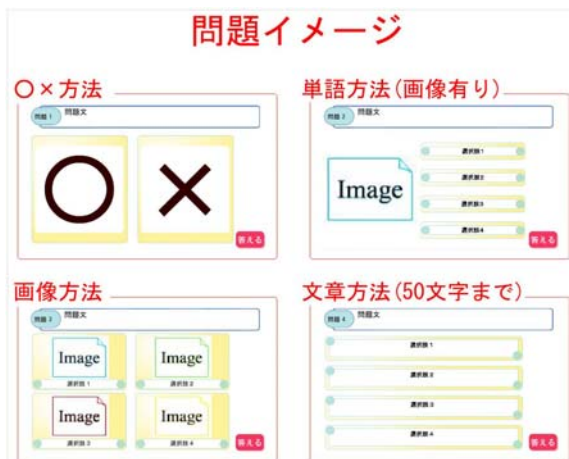 問題イメージ
〇×方法
問題 1
問題文
答える
単語方法(画像有り)
問題 2
問題文
Image
選択肢1
選択肢2
選択肢3
選択肢4
答える
画像方法
問題 3
問題文
Image
選択肢 1
Image
選択肢 2
Image
選択肢 3
Image
選択肢 4
答える
文章方法(50文字まで)
問題 4
問題文
選択肢 1
選択肢 2
選択肢 3
選択肢 4
答える